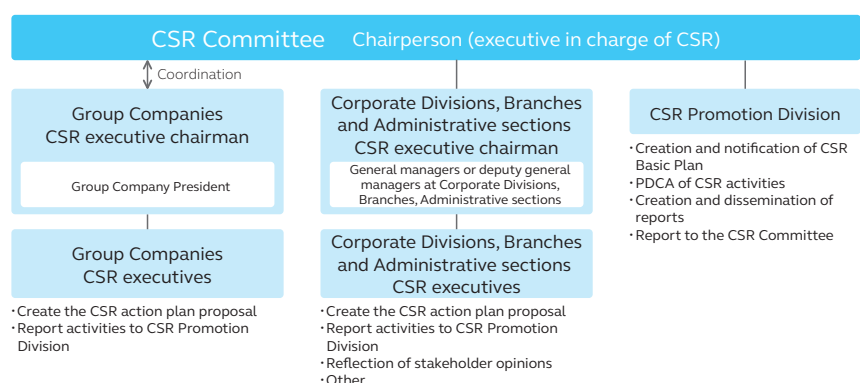 CSR Committee Chairperson (executive in charge of CSR)
Coordination
Group Companies
CSR executive chairman
Group Company President
Group Companies
CSR executives
・Create the CSR action plan proposal
・Report activities to CSR Promotion
Division
Corporate Divisions, Branches
and Administrative sections
CSR executive chairman
General managers or deputy general
managers at Corporate Divisions,
Branches, Administrative sections
Corporate Divisions, Branches
and Administrative sections
CSR executives
・Create the CSR action plan proposal
・Report activities to CSR Promotion
Division
・Reflection of stakeholder opinions
・Other
CSR Promotion Division
・Creation and notification of CSR
Basic Plan
・PDCA of CSR activities
・Creation and dissemination of
reports
・Report to the CSR Committee